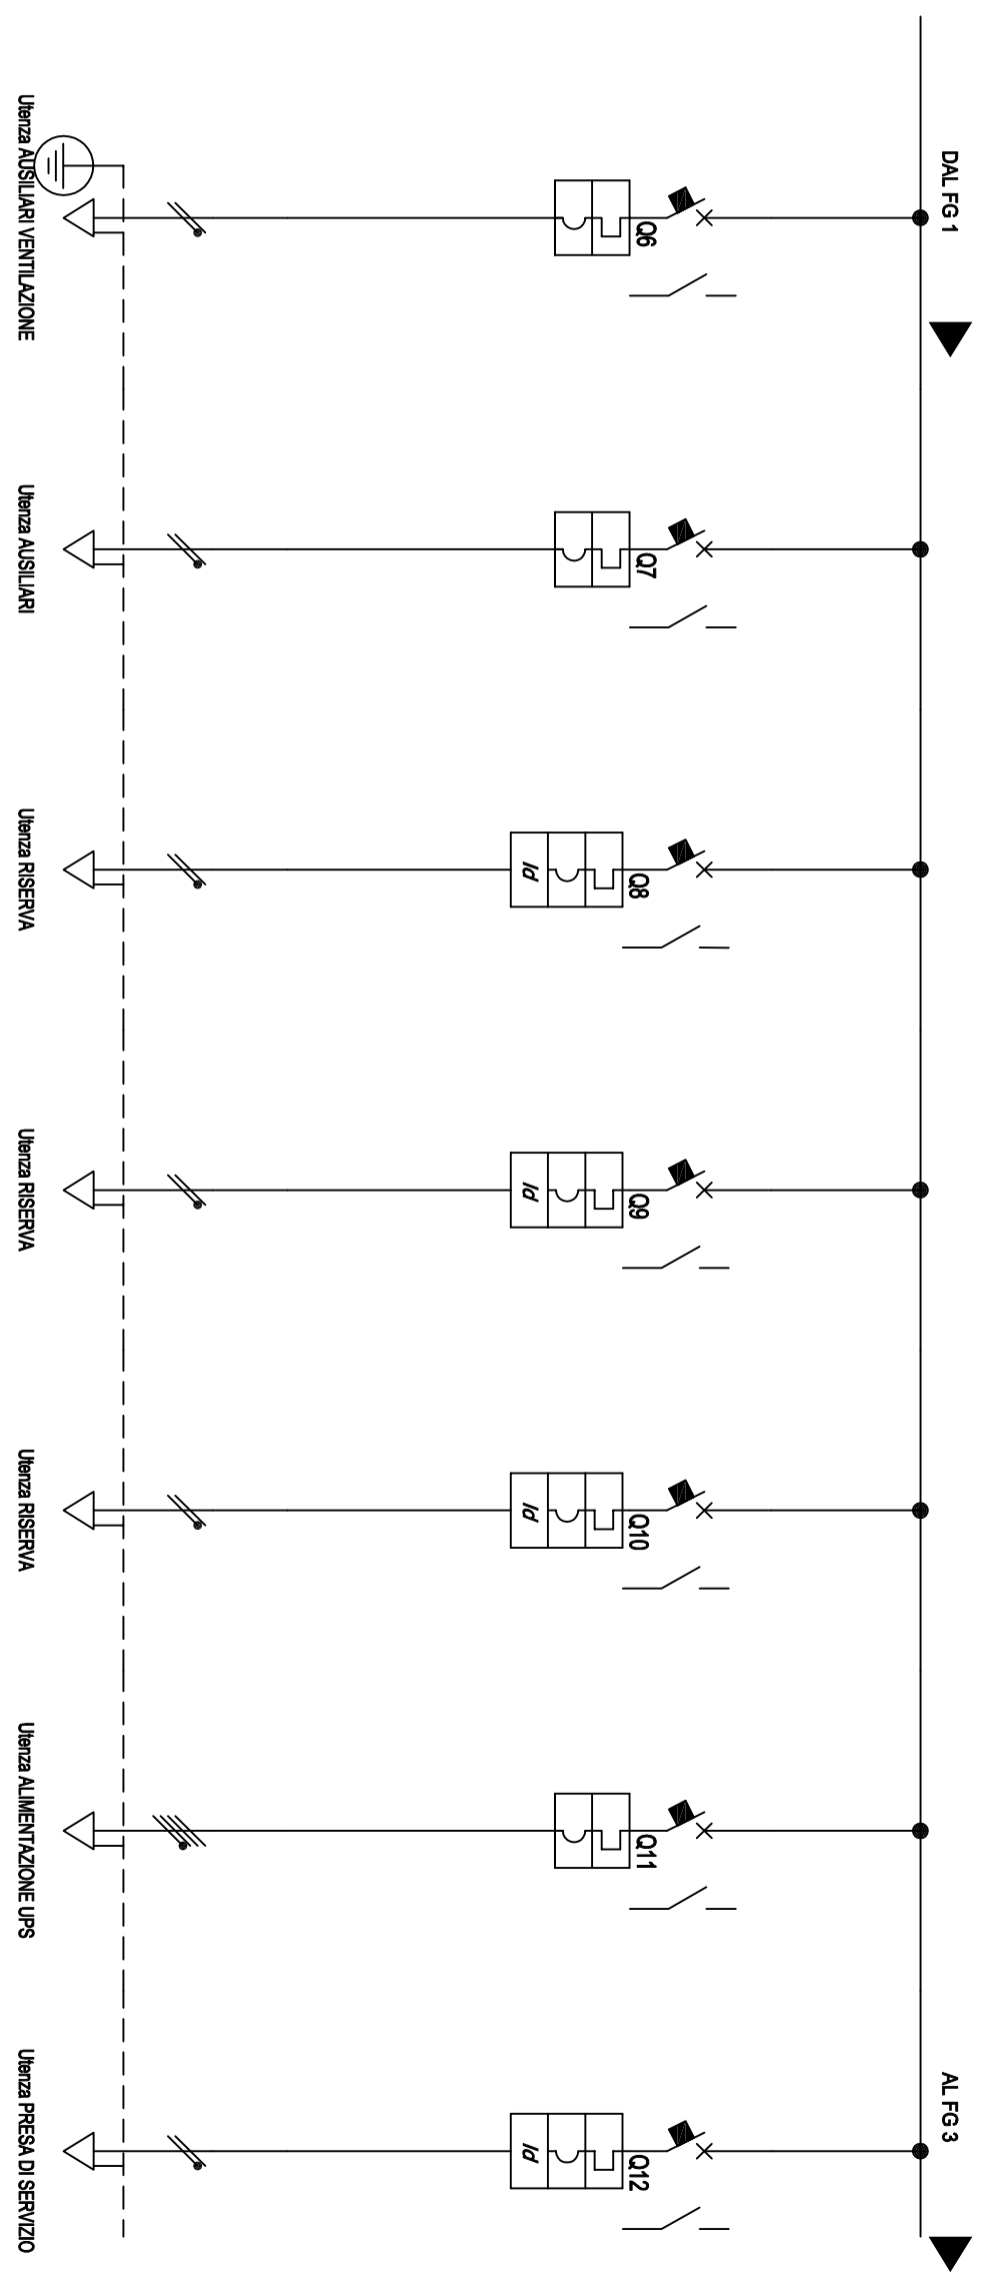 DAL FG 1
AL FG 3
Q6
Q7
Q8
Id
Q9
Id
Q10
Id
Q11
Q12
Id
Utenza AUSILIARI VENTILAZIONE
Utenza AUSILIARI
Utenza RISERVA
Utenza RISERVA
Utenza RISERVA
Utenza ALIMENTAZIONE UPS
Utenza PRESA DI SERVIZIO